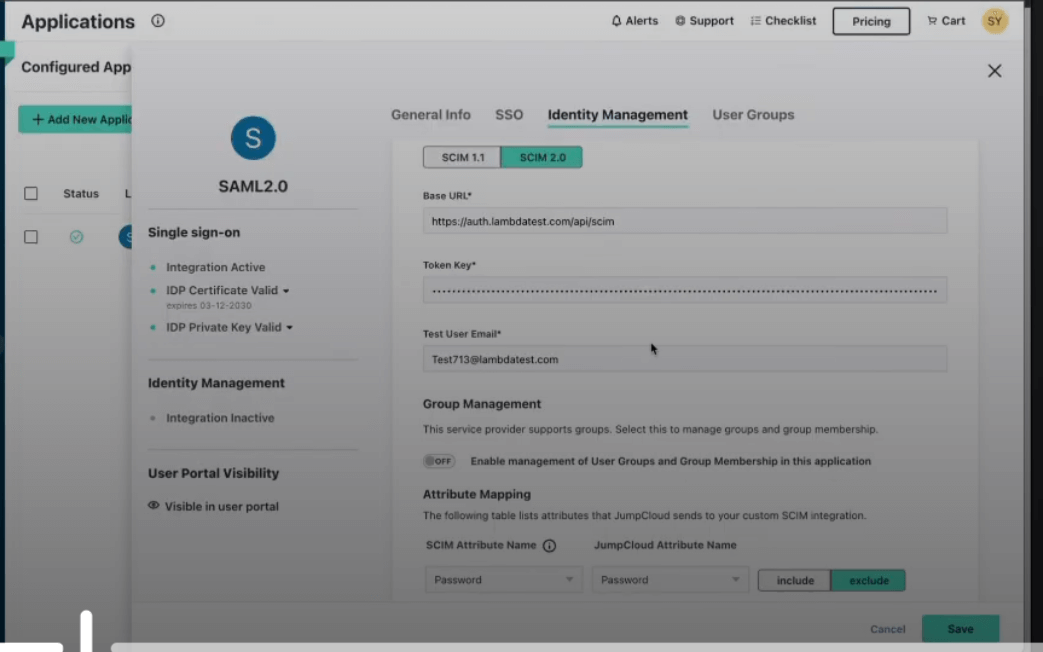 Applications
Alerts
Support
Checklist
Pricing
Cart
SY
Configured App
+ Add New Applic
Status
L
S
S
SAML2.0
Single sign-on
Integration Active
IDP Certificate Valid
expires 03-12-2030
IDP Private Key Valid
Identity Management
Integration Inactive
User Portal Visibility
Visible in user portal
General Info
SSO
Identity Management
User Groups
SCIM 1.1
SCIM 2.0
Base URL*
https://auth.lambdatest.com/api/scim
Token Key*
Test User Email*
Test713@lambdatest.com
Group Management
This service provider supports groups. Select this to manage groups and group membership.
OFF
Enable management of User Groups and Group Membership in this application
Attribute Mapping
The following table lists attributes that JumpCloud sends to your custom SCIM integration.
SCIM Attribute Name
JumpCloud Attribute Name
Password
Password
include
exclude
Cancel
Save